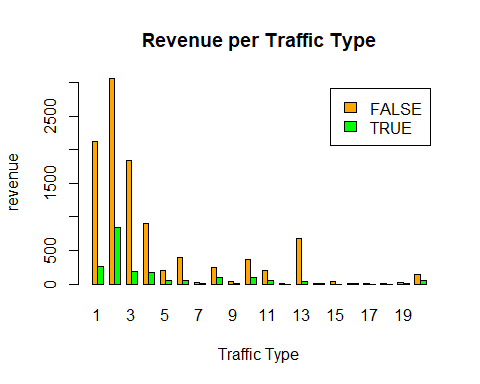 Revenue per Traffic Type
FALSE
TRUE
revenue
0 500 1500 2500
1 3 5 7 9 11 13 15 17 19
Traffic Type